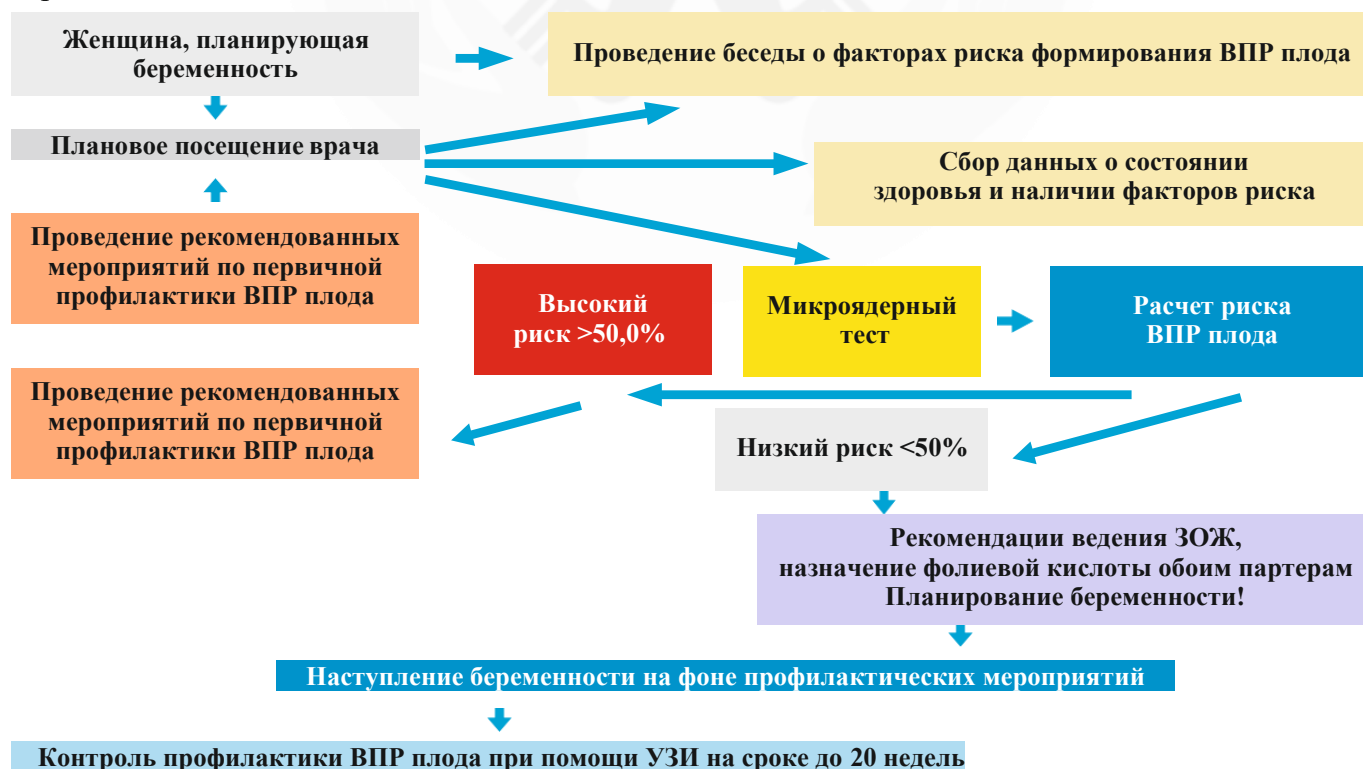 Женщина, планирующая
беременность
Проведение беседы о факторах риска формирования ВПР плода
Плановое посещение врача
Сбор данных о состоянии
здоровья и наличии факторов риска
Проведение рекомендованных
мероприятий по первичной
профилактики ВПР плода
Высокий
риск >50,0%
Микроядерный
тест
Расчет риска
ВПР плода
Проведение рекомендованных
мероприятий по первичной
профилактики ВПР плода
Низкий риск <50%
Рекомендации ведения ЗОЖ,
назначение фолиевой кислоты обоим партерам
Планирование беременности!
Наступление беременности на фоне профилактических мероприятий
Контроль профилактики ВПР плода при помощи УЗИ на сроке до 20 недель